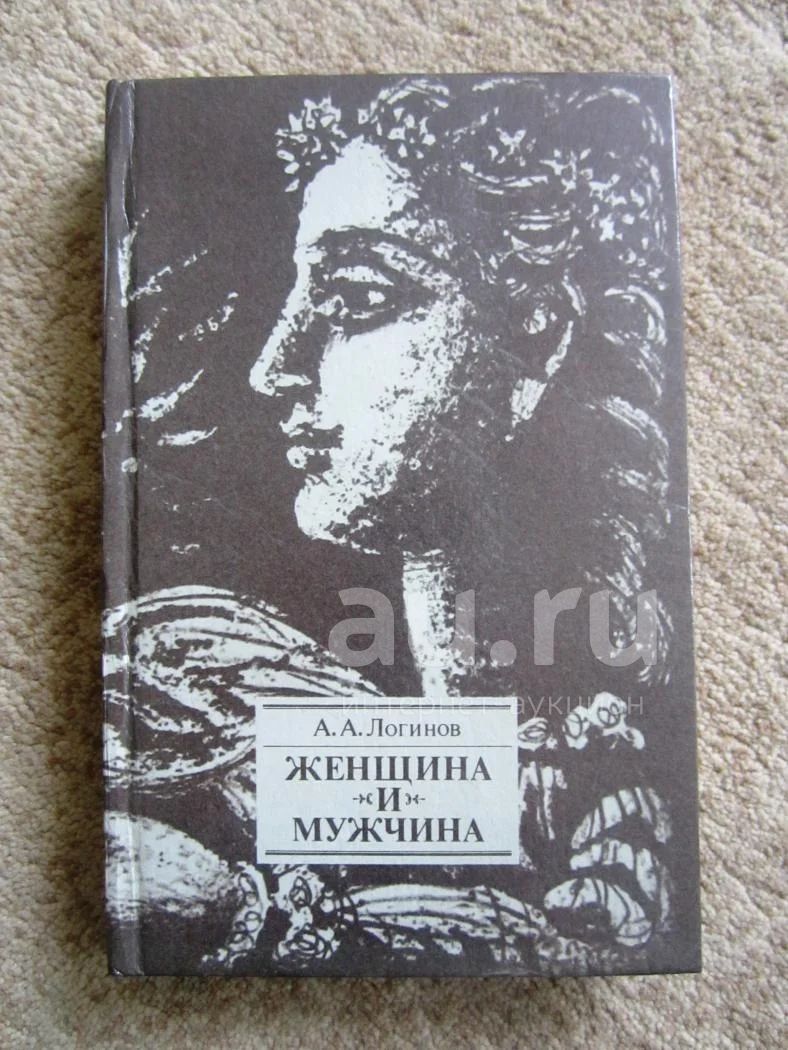 au.ru
интернет-аукцион
А. А. Логинов
ЖЕНЩИНА
И
МУЖЧИНА